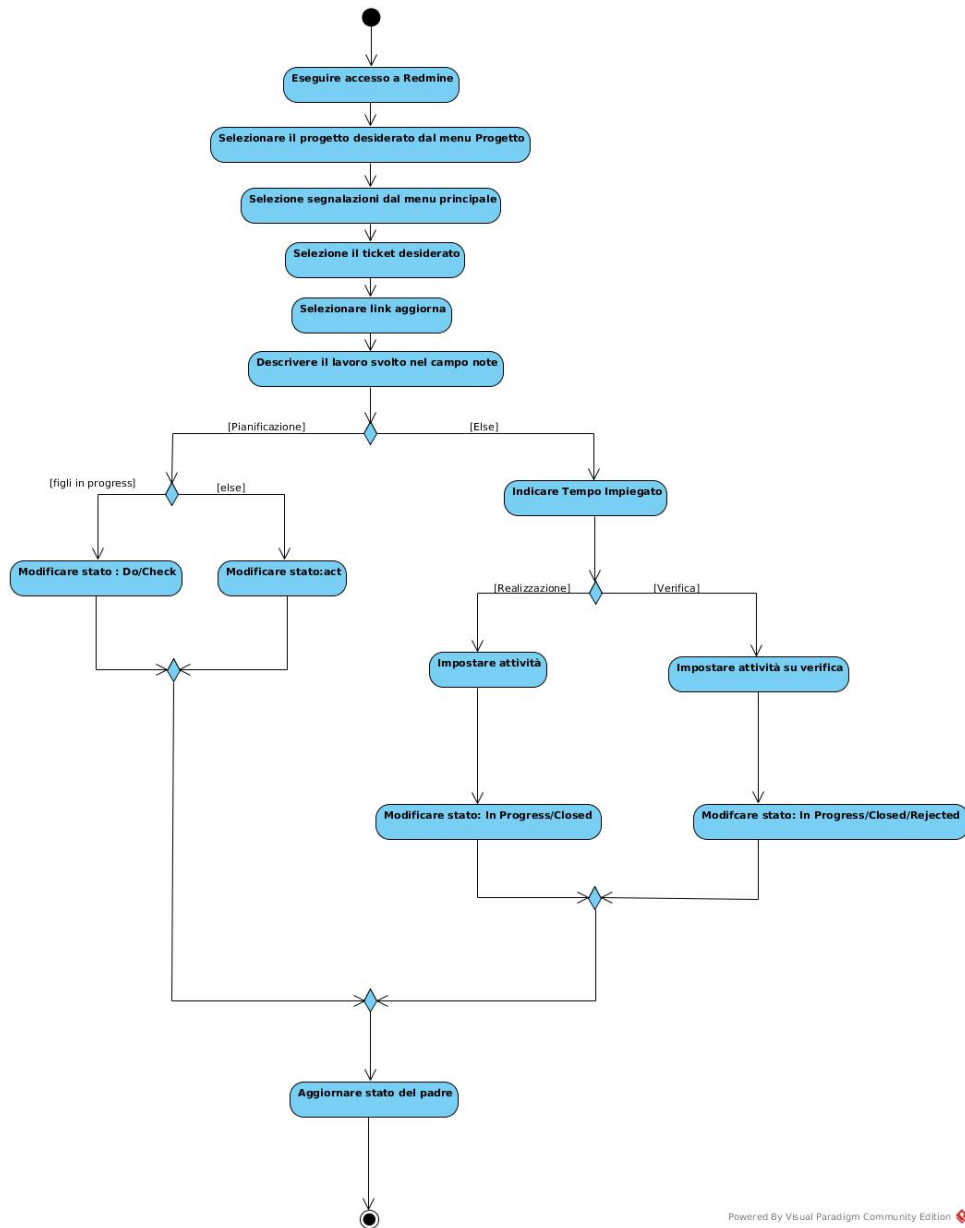 Eseguire accesso a Redmine
Selezionare il progetto desiderato dal menu Progetto
Selezione segnalazioni dal menu principale
Selezione il ticket desiderato
Selezionare link aggiorna
Descrivere il lavoro svolto nel campo note
[Pianificazione]
[Else]
[figli in progress]
[else]
Indicare Tempo Impiegato
Modificare stato : Do/Check
Modificare stato:act
[Realizzazione]
[Verifica]
Impostare attività
Impostare attività su verifica
Modificare stato: In Progress/Closed
Modifcare stato: In Progress/Closed/Rejected
Aggiornare stato del padre
Powered By Visual Paradigm Community Edition